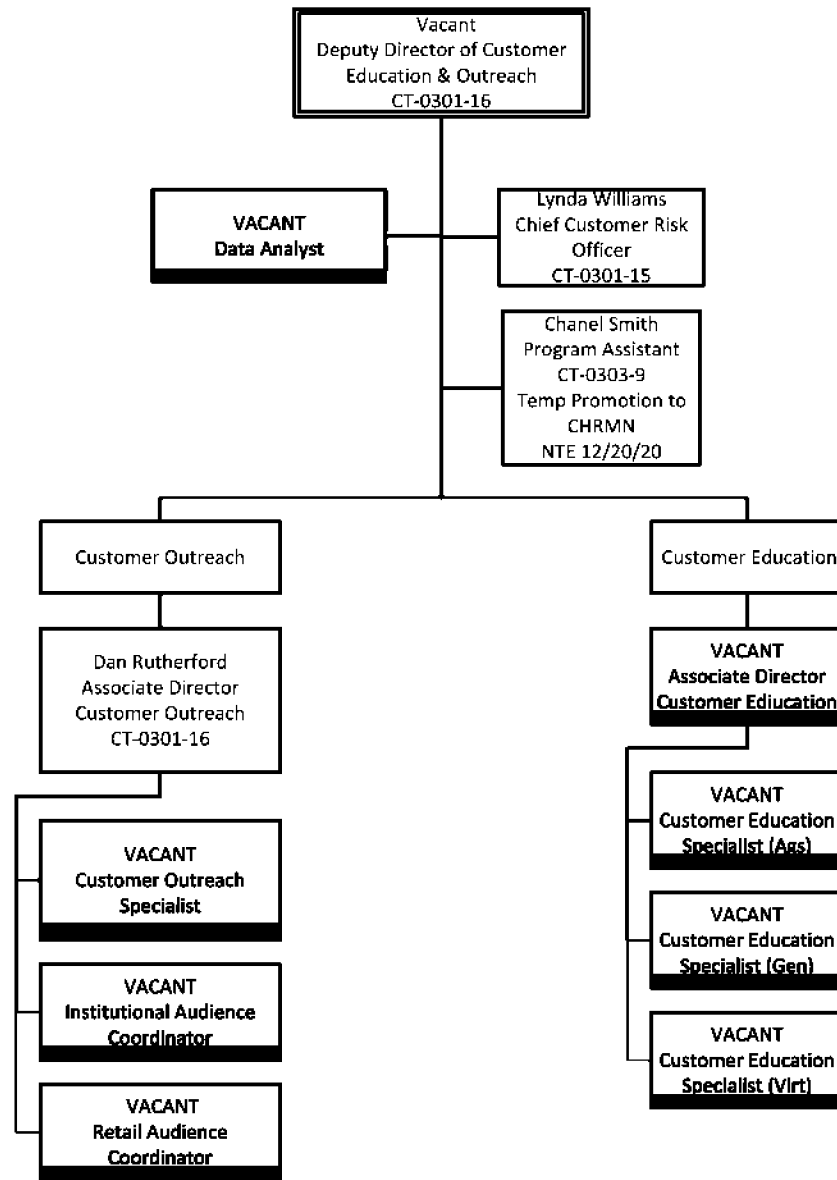 Vacant
Deputy Director of Customer
Education & Outreach
CT-0301-16
VACANT
Data Analyst
Lynda Williams
Chief Customer Risk
Officer
CT-0301-15
Chanel Smith
Program Assistant
CT-0303-9
Temp Promotion to
CHRMN
NTE 12/20/20
Customer Outreach
Dan Rutherford
Associate Director
Customer Outreach
CT-0301-16
VACANT
Customer Outreach
Specialist
VACANT
Institutional Audience
Coordinator
VACANT
Retail Audience
Coordinator
Customer Education
VACANT
Associate Director
Customer Ediucation
VACANT
Customer Education
Specialist (Ags)
VACANT
Customer Education
Specialist (Gen)
VACANT
Customer Education
Specialist (Virt)